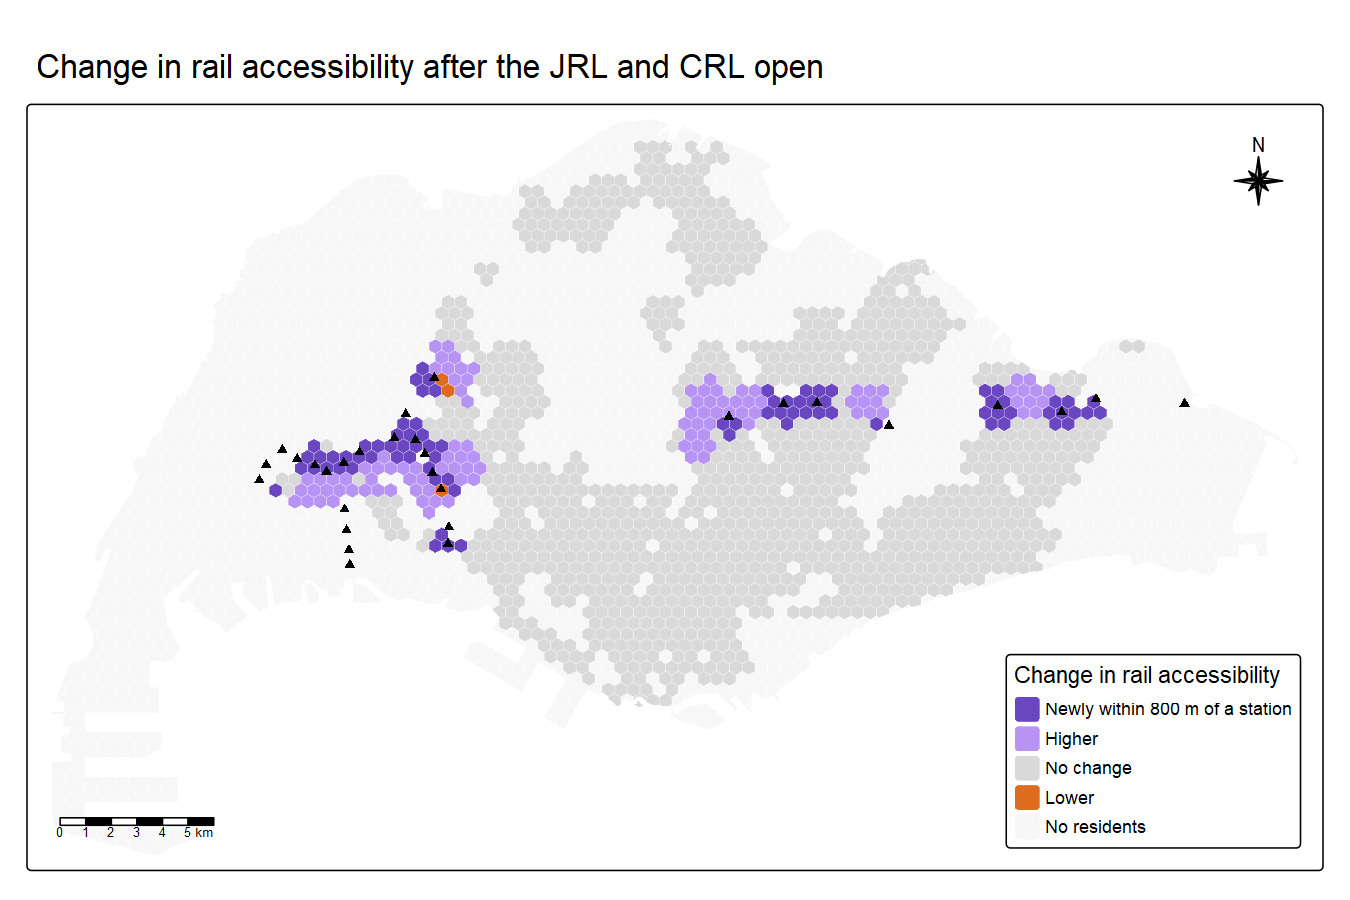 Change in rail accessibility after the JRL and CRL open
N
Change in rail accessibility
Newly within 800 m of a station
Higher
No change
Lower
No residents
0 1 2 3 4 5 km